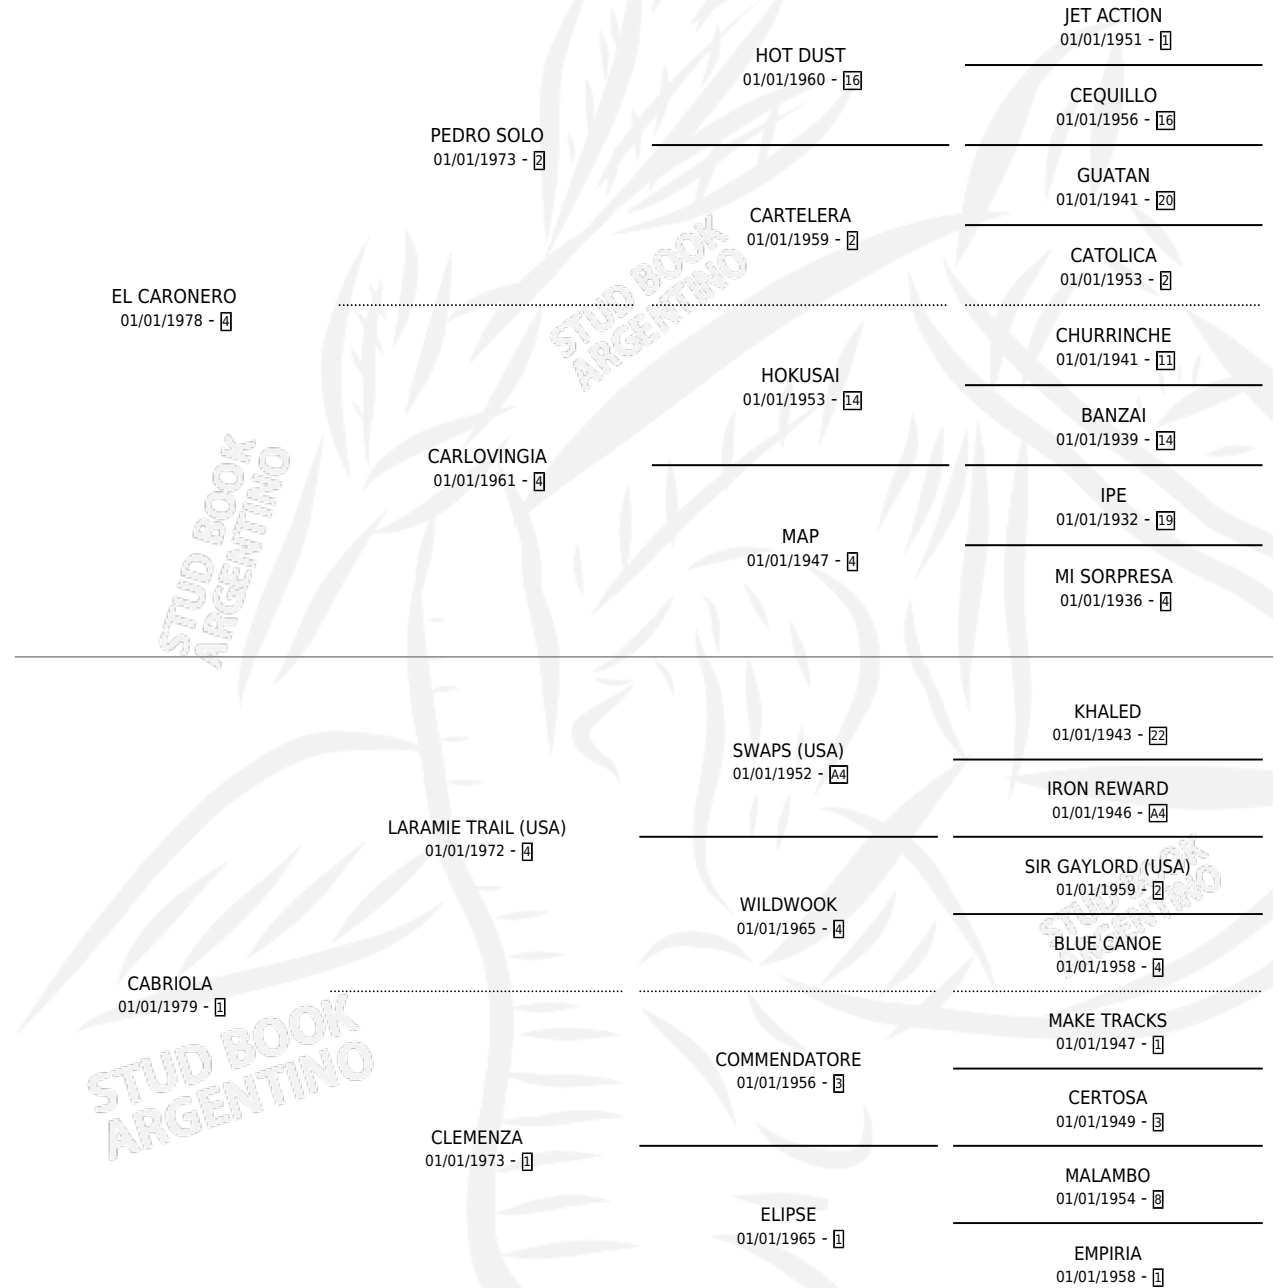 JET ACTION
01/01/1951 - 1
HOT DUST
01/01/1960 - 16
CEQUILLO
01/01/1956 - 16
PEDRO SOLO
01/01/1973 - 2
GUATAN
01/01/1941 - 20
CARTELERA
01/01/1959 - 2
CATOLICA
01/01/1953 - 2
EL CARONERO
01/01/1978 - 4
CHURRINCHE
01/01/1941 - 11
HOKUSAI
01/01/1953 - 14
BANZAI
01/01/1939 - 14
CARLOVINGIA
01/01/1961 - 4
IPE
01/01/1932 - 19
MAP
01/01/1947 - 4
MI SORPRESA
01/01/1936 - 4
STUD BOOK
ARGENTINO
STUD BOOK
ARGENTINO
KHALED
01/01/1943 - 22
SWAPS (USA)
01/01/1952 - A4
IRON REWARD
01/01/1946 - A4
LARAMIE TRAIL (USA)
01/01/1972 - 4
SIR GAYLORD (USA)
01/01/1959 - 2
WILDWOOK
01/01/1965 - 4
BLUE CANOE
01/01/1958 - 4
STUD BOOK
ARGENTINO
CABRIOLA
01/01/1979 - 1
MAKE TRACKS
01/01/1947 - 1
COMMENDATORE
01/01/1956 - 3
CERTOSA
01/01/1949 - 3
CLEMENZA
01/01/1973 - 1
MALAMBO
01/01/1954 - 8
ELIPSE
01/01/1965 - 1
EMPIRIA
01/01/1958 - 1
STUD BOOK
ARGENTINO